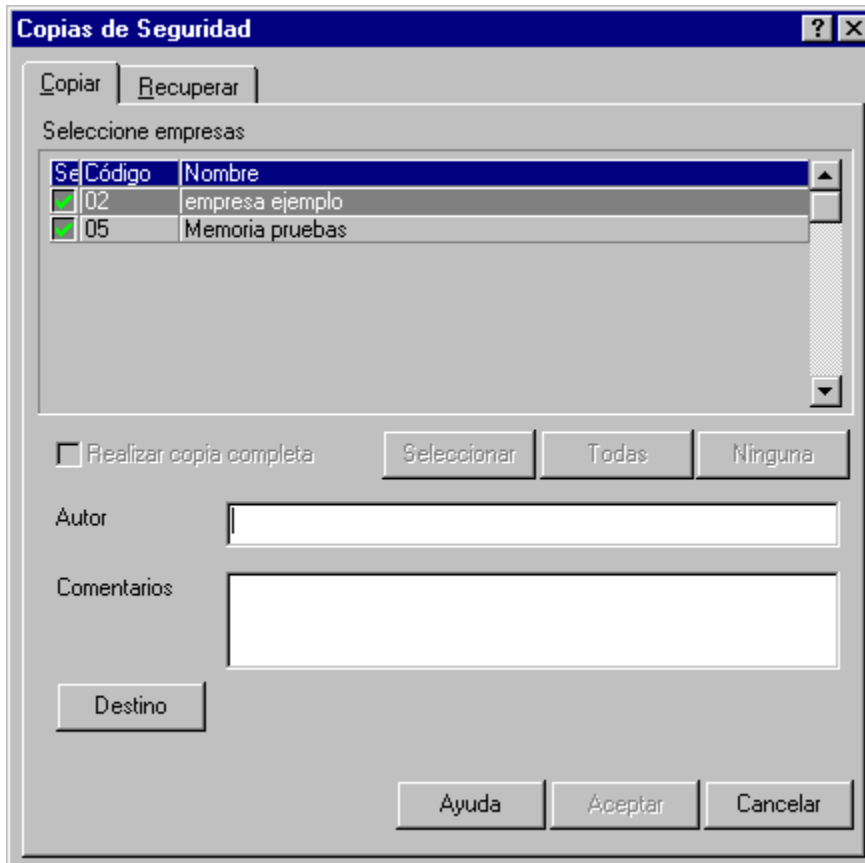 Copias de Seguridad
Copiar Recuperar
Seleccione empresas
Se Código Nombre
02 empresa ejemplo
05 Memoria pruebas
Realizar copia completa Seleccionar Todas Ninguna
Autor
Comentarios
Destino
Ayuda Aceptar Cancelar